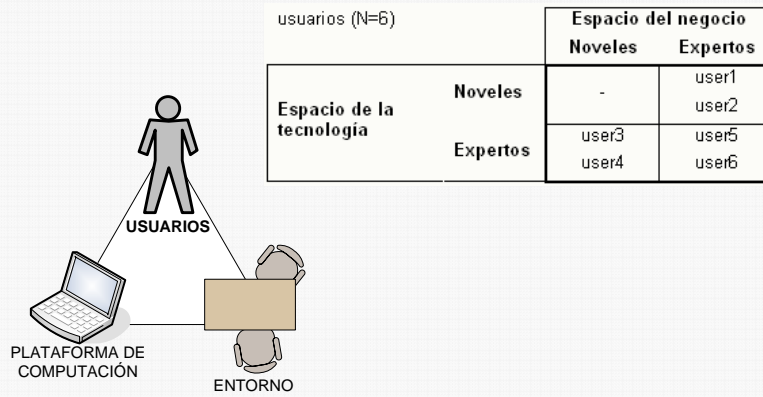 usuarios (N=6)
Espacio del negocio
Noveles Expertos
Espacio de la
tecnología
Noveles
-
user1
user2
Expertos
user3 user5
user4 user6
USUARIOS
PLATAFORMA DE
COMPUTACIÓN
ENTORNO